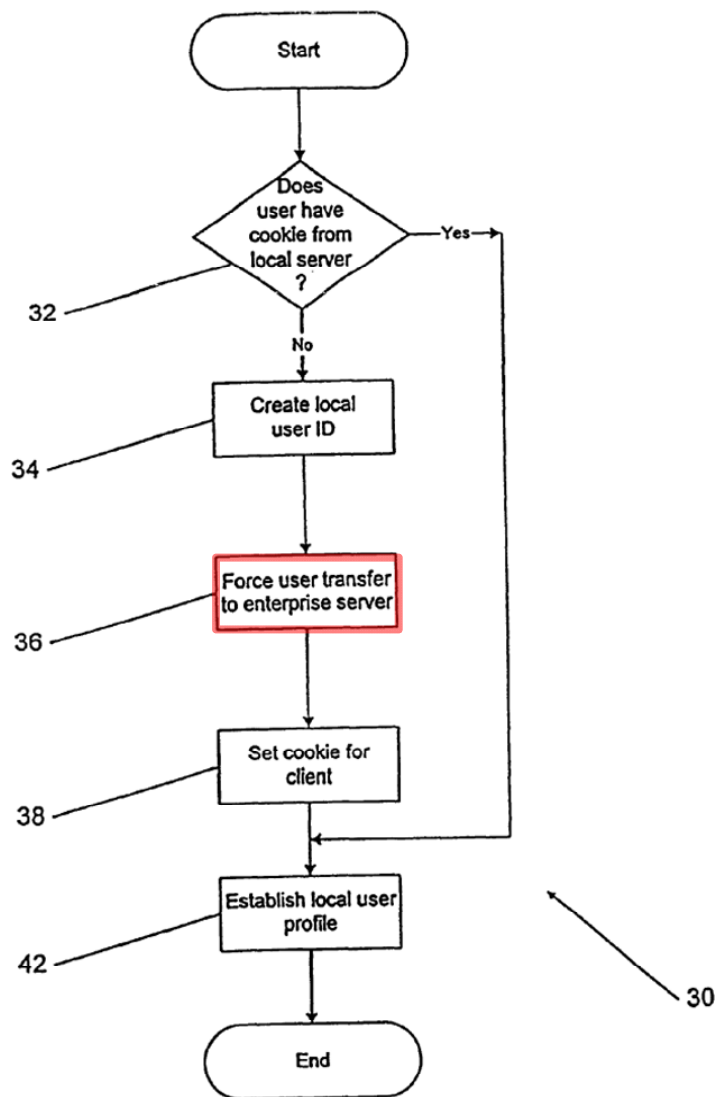 Start
Does
user have
cookie from
local server
?
Yes
32
No
Create local
user ID
34
Force user transfer
to enterprise server
36
Set cookie for
client
38
Establish local user
profile
42
30
End